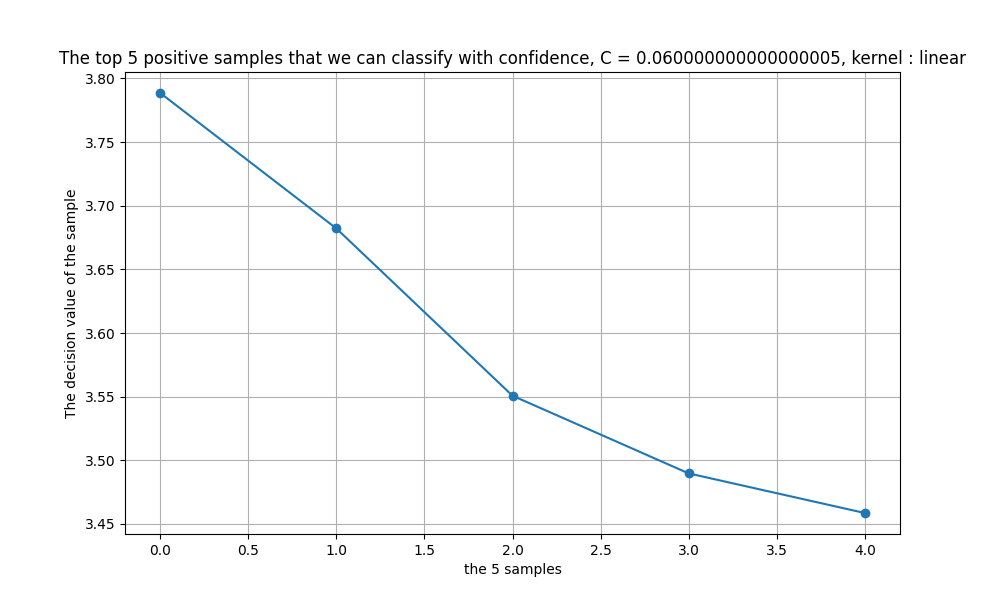 The top 5 positive samples that we can classify with confidence, C = 0.060000000000000005, kernel : linear
The decision value of the sample
3.80
3.75
3.70
3.65
3.60
3.55
3.50
3.45
0.0 0.5 1.0 1.5 2.0 2.5 3.0 3.5 4.0
the 5 samples